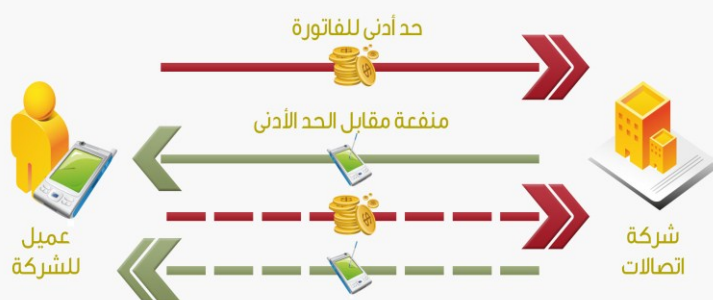 حد أدنى للفاتورة
منفعة مقابل الحد الأدنى
عميل
للشركة
شركة
اتصالات